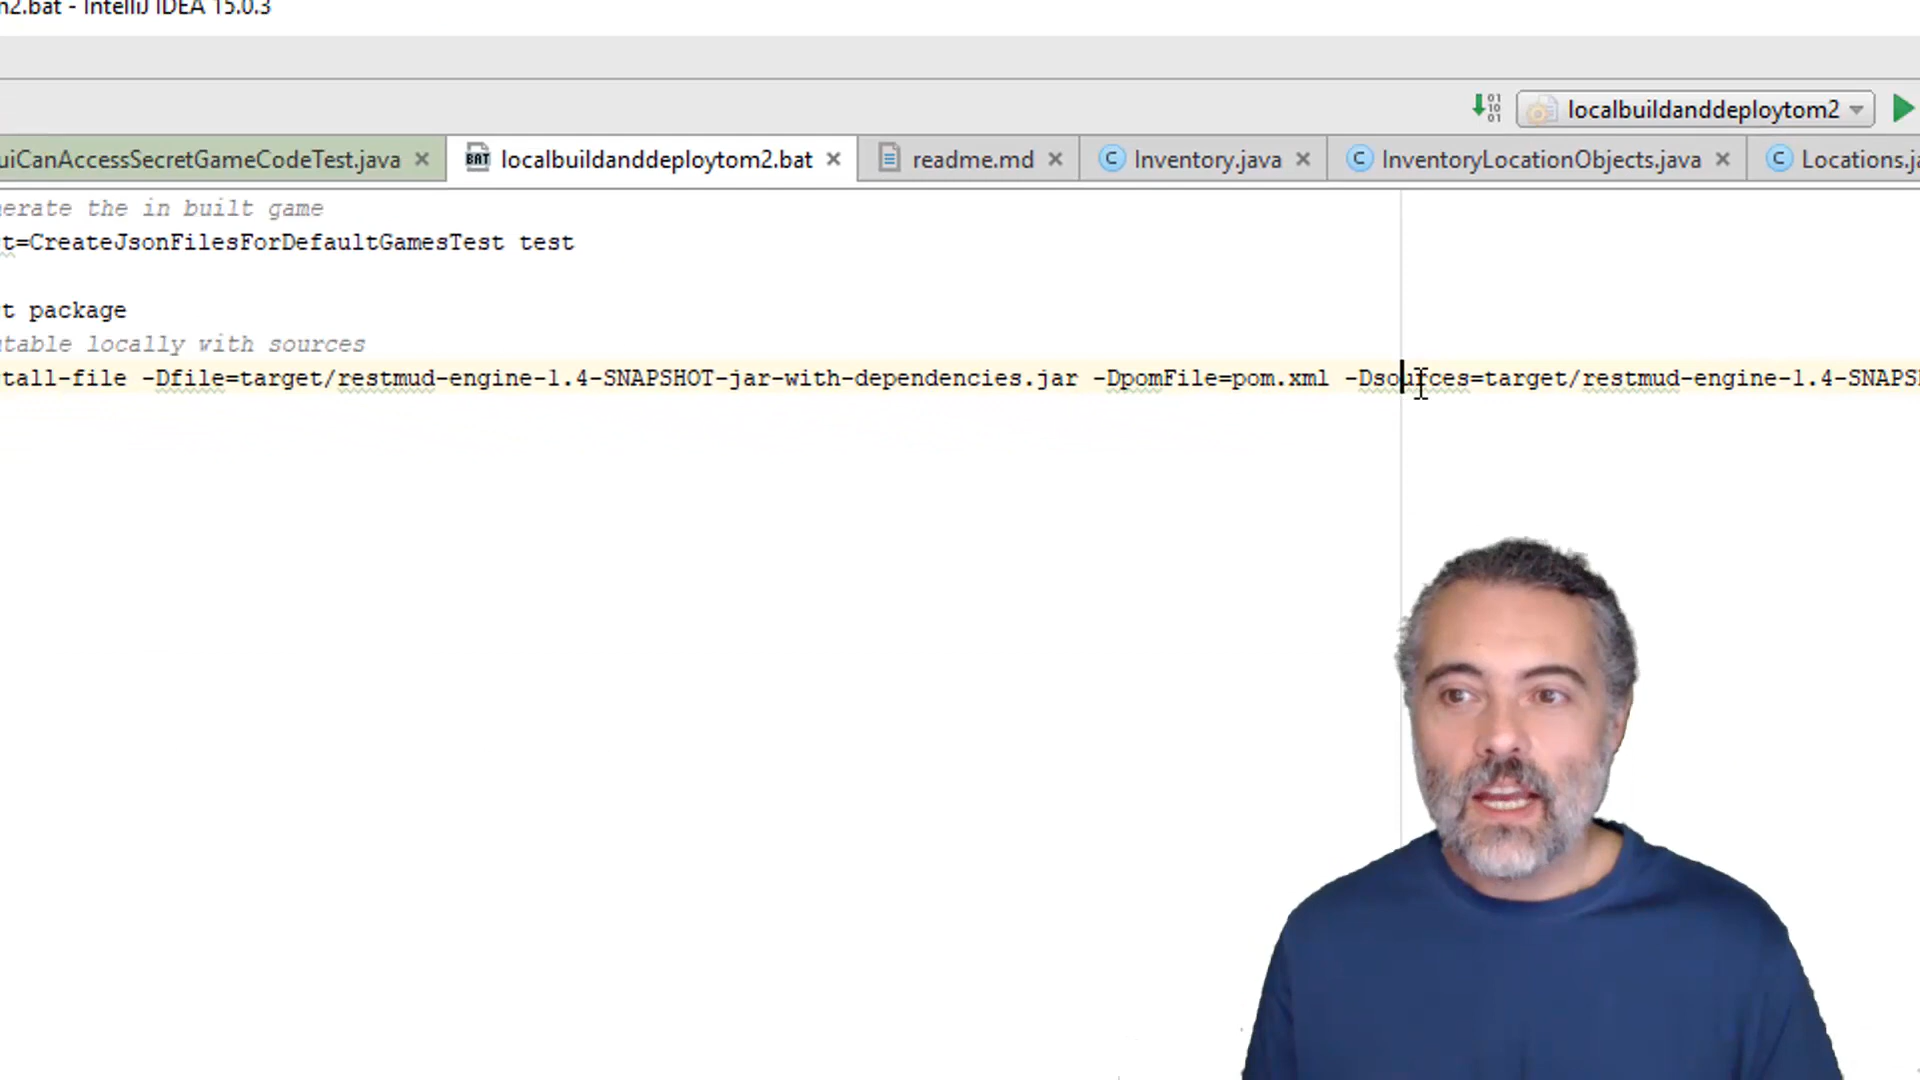 n2.bat - IntelliJ IDEA 15.0.3
localbuildanddeploytom2
uiCanAccessSecretGameCodeTest.java
localbuildanddeploytom2.bat
readme.md
Inventory.java
InventoryLocationObjects.java
Locations.ja
erate the in built game
t=CreateJsonFilesForDefaultGamesTest test
t package
table locally with sources
tall-file -Dfile=target/restmud-engine-1.4-SNAPSHOT-jar-with-dependencies.jar -DpomFile=pom.xml -Dsources=target/restmud-engine-1.4-SNAPS